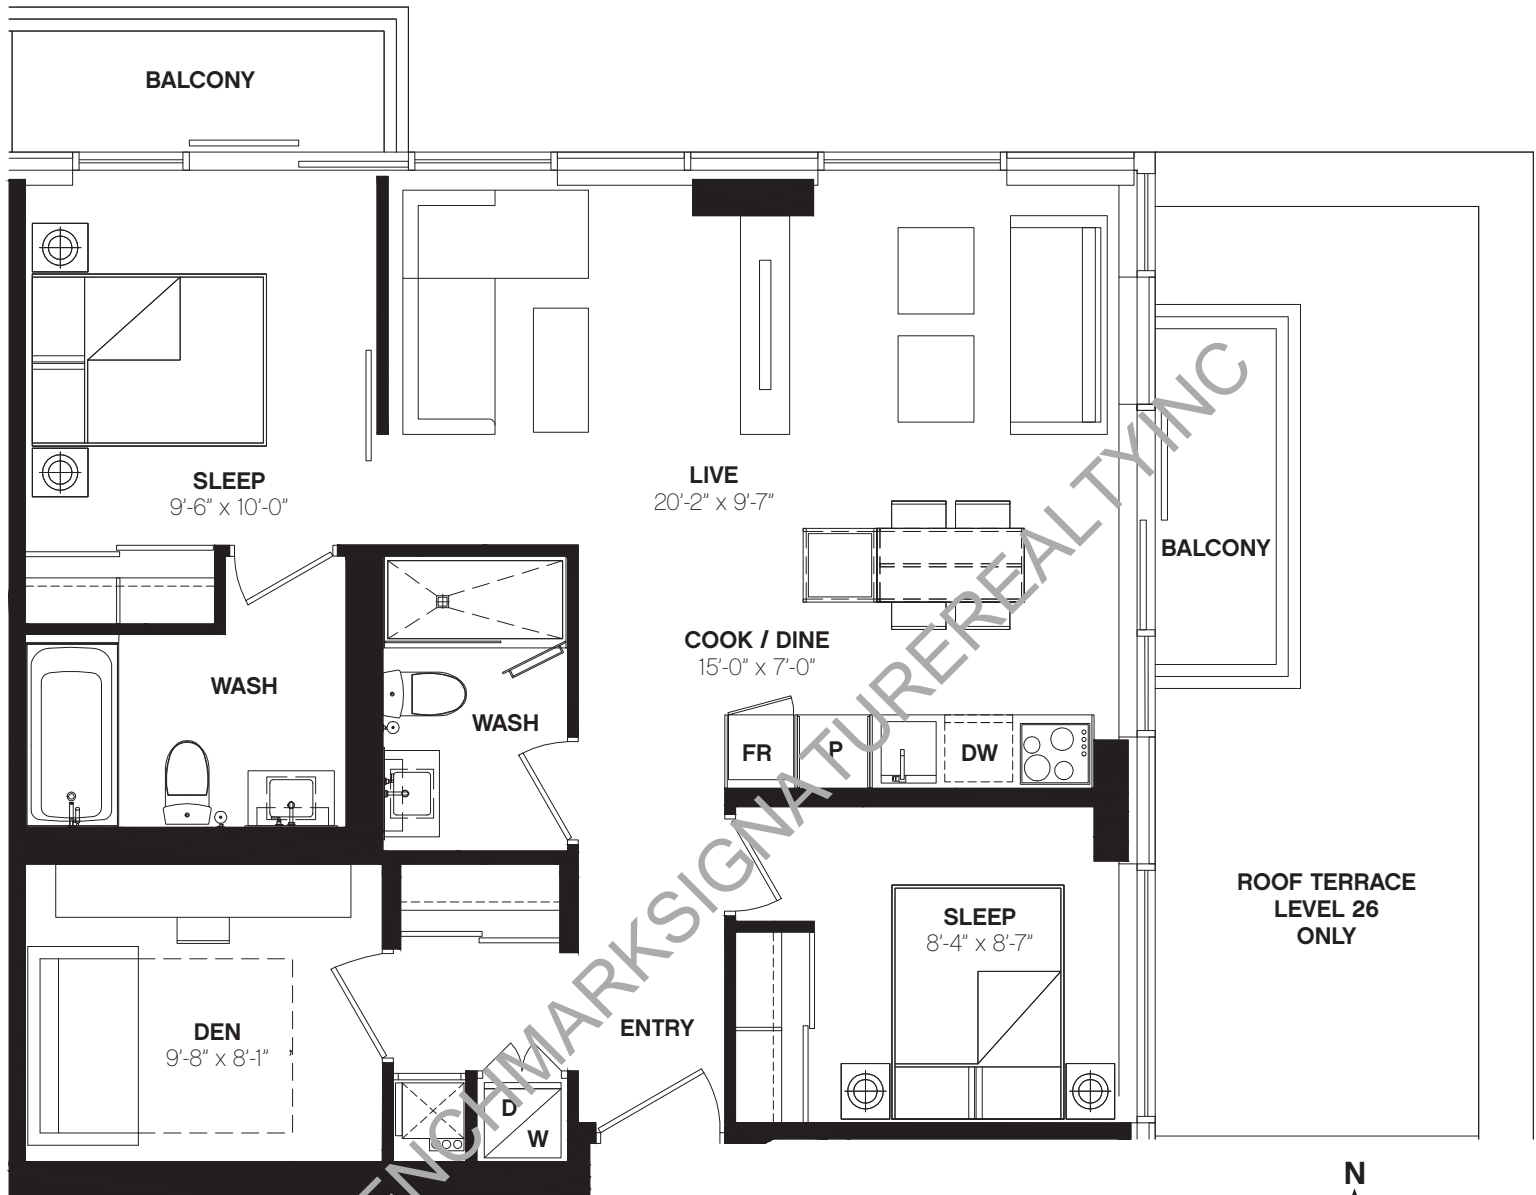 BALCONY
SLEEP
9'-6" x 10'-0"
LIVE
20'-2" x 9'-7"
BALCONY
COOK / DINE
15'-0" x 7'-0"
WASH
WASH
FR
P
DW
ROOF TERRACE
LEVEL 26
ONLY
SLEEP
8'-4" x 8'-7"
DEN
9'-8" x 8'-1"
ENTRY
D
W
ENCHMARKSIGNATUREREALTYINC
N